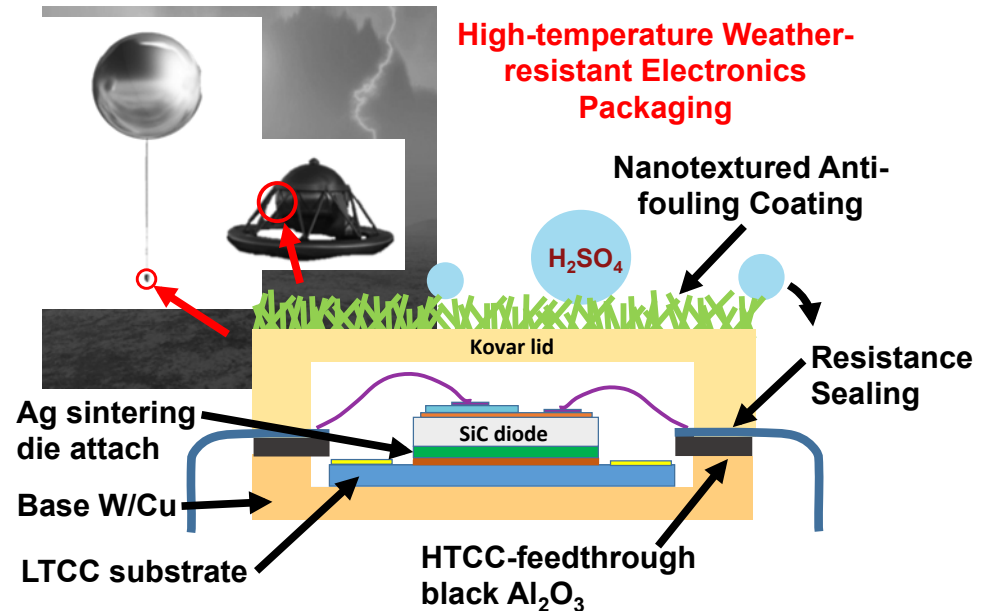 High-temperature Weather-
resistant Electronics
Packaging
Nanotextured Anti-
fouling Coating
H₂SO₄
Kovar lid
Resistance
Sealing
Ag sintering
die attach
SiC diode
Base W/Cu
LTCC substrate
HTCC-feedthrough
black Al₂O₃